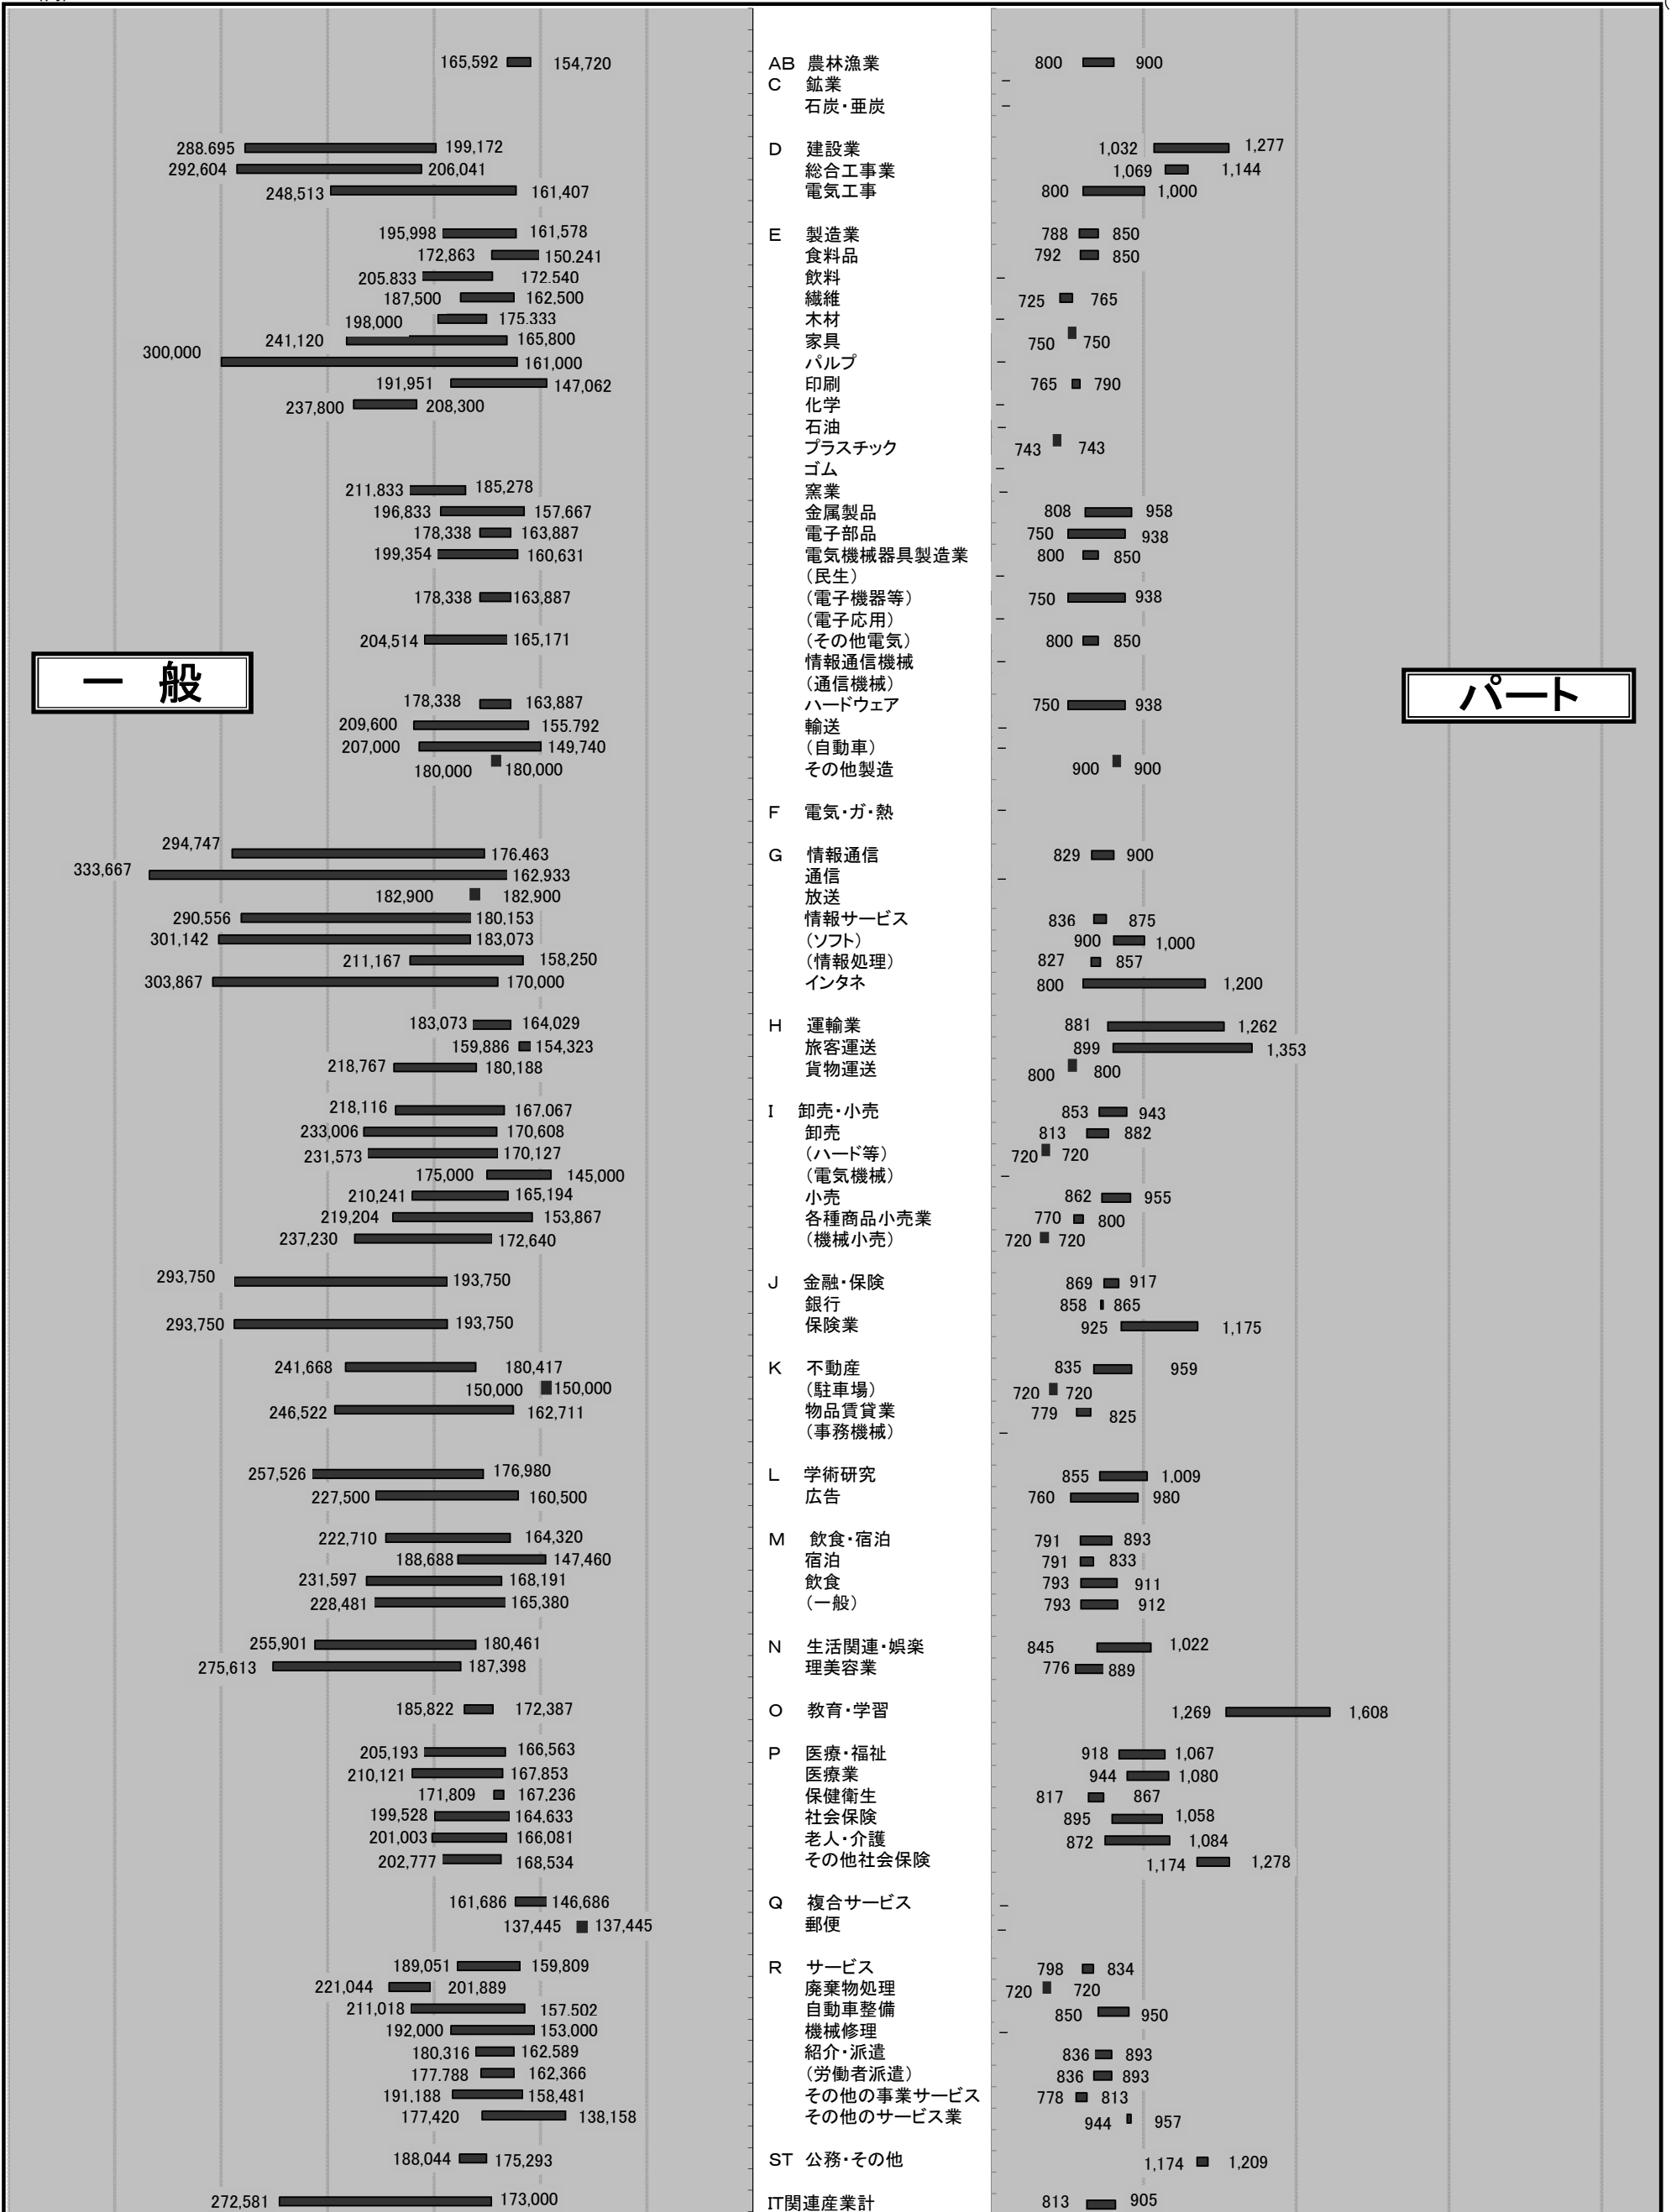 165,592 154,720 AB 農林漁業 800 900
C 鉱業 -
石炭・亜炭 -
288.695 199,172 D 建設業 1,032 1,277
292,604 206,041 総合工事業 1,069 1,144
248,513 161,407 電気工事 800 1,000
195,998 161,578 E 製造業 788 850
172,863 150.241 食料品 792 850
205.833 172.540 飲料 -
187,500 162,500 繊維 725 765
198,000 175.333 木材 -
241,120 165,800 家具 750 750
300,000 161,000 パルプ -
191,951 147,062 印刷 765 790
237,800 208,300 化学 -
石油 -
プラスチック 743 743
ゴム -
211,833 185,278 窯業 -
196,833 157,667 金属製品 808 958
178,338 163,887 電子部品 750 938
199,354 160,631 電気機械器具製造業 800 850
（民生） -
178,338 163,887 （電子機器等） 750 938
（電子応用） -
204,514 165,171 （その他電気） 800 850
一 般 情報通信機械 - パート
（通信機械）
178,338 163,887 ハードウェア 750 938
209,600 155.792 輸送 -
207,000 149,740 （自動車） -
180,000 180,000 その他製造 900 900
F 電気・ガ・熱 -
294,747 176.463 G 情報通信 829 900
333,667 162,933 通信 -
182,900 182,900 放送
290,556 180,153 情報サービス 836 875
301,142 183,073 （ソフト） 900 1,000
211,167 158,250 （情報処理） 827 857
303,867 170,000 インタネ 800 1,200
183,073 164,029 H 運輸業 881 1,262
159,886 154,323 旅客運送 899 1,353
218,767 180,188 貨物運送 800 800
218,116 167,067 I 卸売・小売 853 943
233,006 170,608 卸売 813 882
231,573 170,127 （ハード等） 720 720
175,000 145,000 （電気機械） -
210,241 165,194 小売 862 955
219,204 153,867 各種商品小売業 770 800
237,230 172,640 （機械小売） 720 720
293,750 193,750 J 金融・保険 869 917
銀行 858 865
293,750 193,750 保険業 925 1,175
241,668 180,417 K 不動産 835 959
150,000 150,000 （駐車場） 720 720
246,522 162,711 物品賃貸業 779 825
（事務機械） -
257,526 176,980 L 学術研究 855 1,009
227,500 160,500 広告 760 980
222,710 164,320 M 飲食・宿泊 791 893
188,688 147,460 宿泊 791 833
231,597 168,191 飲食 793 911
228,481 165,380 （一般） 793 912
255,901 180,461 N 生活関連・娯楽 845 1,022
275,613 187,398 理美容業 776 889
185,822 172,387 O 教育・学習 1,269 1,608
205,193 166,563 P 医療・福祉 918 1,067
210,121 167,853 医療業 944 1,080
171,809 167,236 保健衛生 817 867
199,528 164,633 社会保険 895 1,058
201,003 166,081 老人・介護 872 1,084
202,777 168,534 その他社会保険 1,174 1,278
161,686 146,686 Q 複合サービス -
137,445 137,445 郵便 -
189,051 159,809 R サービス 798 834
221,044 201,889 廃棄物処理 720 720
211,018 157.502 自動車整備 850 950
192,000 153,000 機械修理 -
180,316 162,589 紹介・派遣 836 893
177.788 162,366 （労働者派遣） 836 893
191.188 158,481 その他の事業サービス 778 813
177,420 138,158 その他のサービス業 944 957
188,044 175,293 ST 公務・その他 1,174 1,209
272,581 173,000 IT関連産業計 813 905